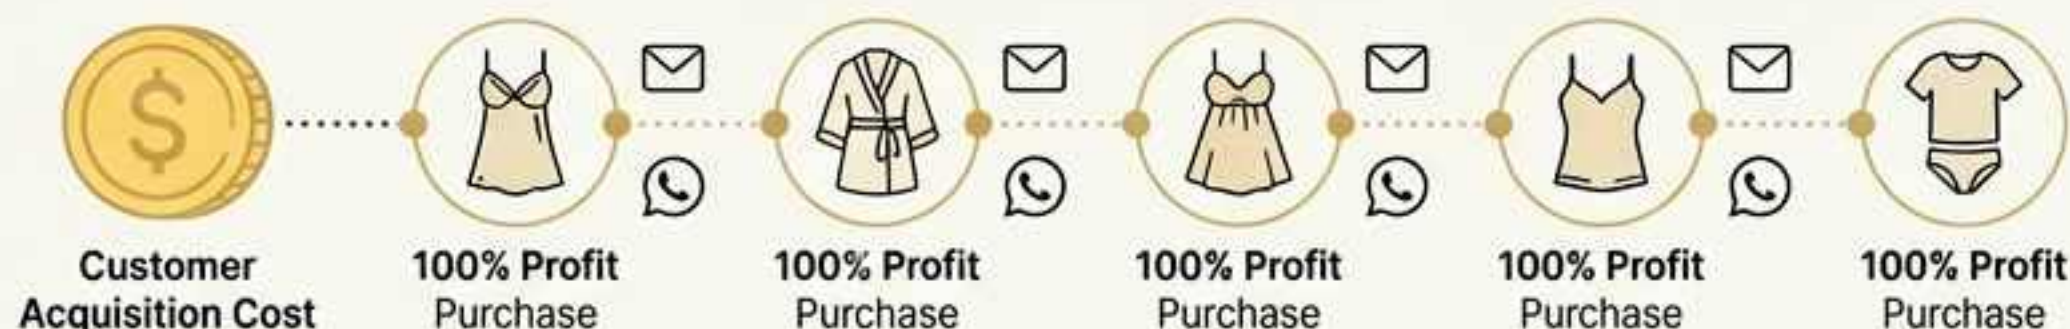 Customer
Acquisition Cost
100% Profit
Purchase
100% Profit
Purchase
100% Profit
Purchase
100% Profit
Purchase
100% Profit
Purchase